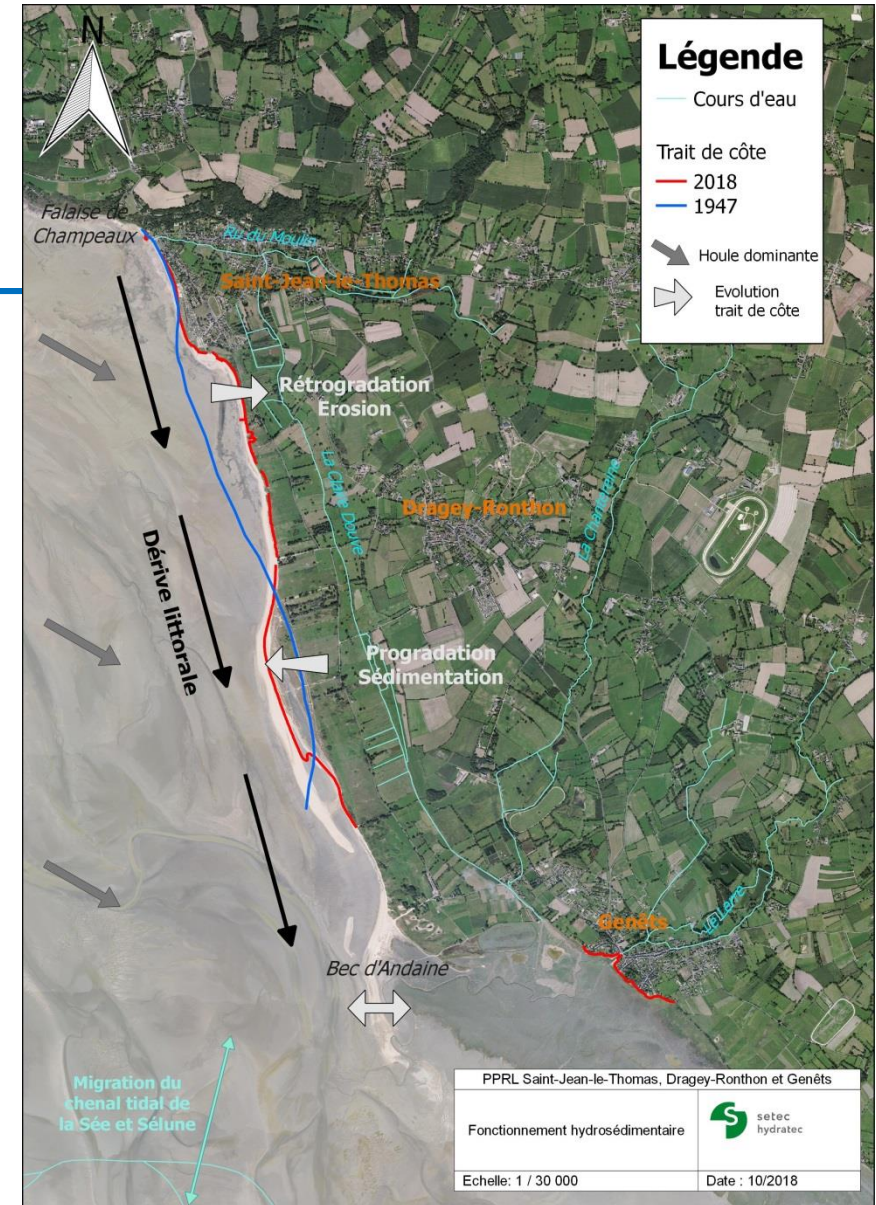 N
Légende
Cours d'eau
Trait de côte
2018
1947
Houle dominante
Evolution
trait de côte
Falaise de
Champeaux
Ru du Moulin
Saint-Jean-le-Thomas
Rétrogradation
Erosion
La Claire Douve
Dragey-Ronthon
La Chanteraine
Dérive littorale
Progradation
Sédimentation
Genêts
La Lerre
Bec d'Andaine
Migration du
chenal tidal de
la Sée et Sélune
PPRL Saint-Jean-le-Thomas, Dragey-Ronthon et Genêts
Fonctionnement hydrosédimentaire
setec
hydratec
Echelle: 1 / 30 000
Date : 10/2018